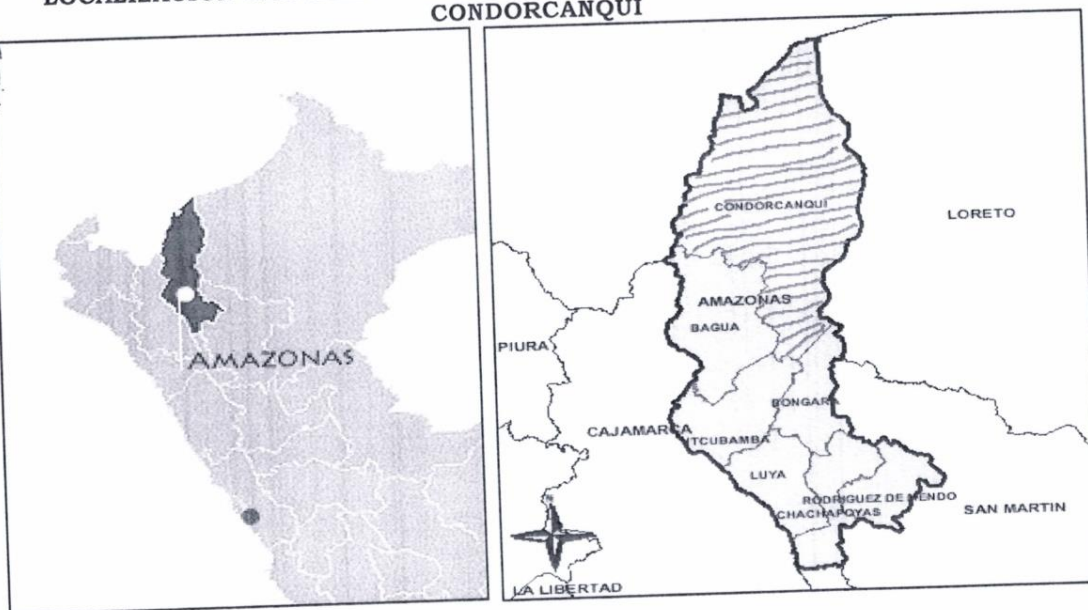 CONDORCANQUI
AMAZONAS
CONDORCANQUI
LORETO
AMAZONAS
BAGUA
PIURA
BONGARA
CAJAMARCA
UTCUBAMBA
LUYA
RODRIGUEZ DE MENDO
CHACHAPOYAS
SAN MARTIN
LA LIBERTAD